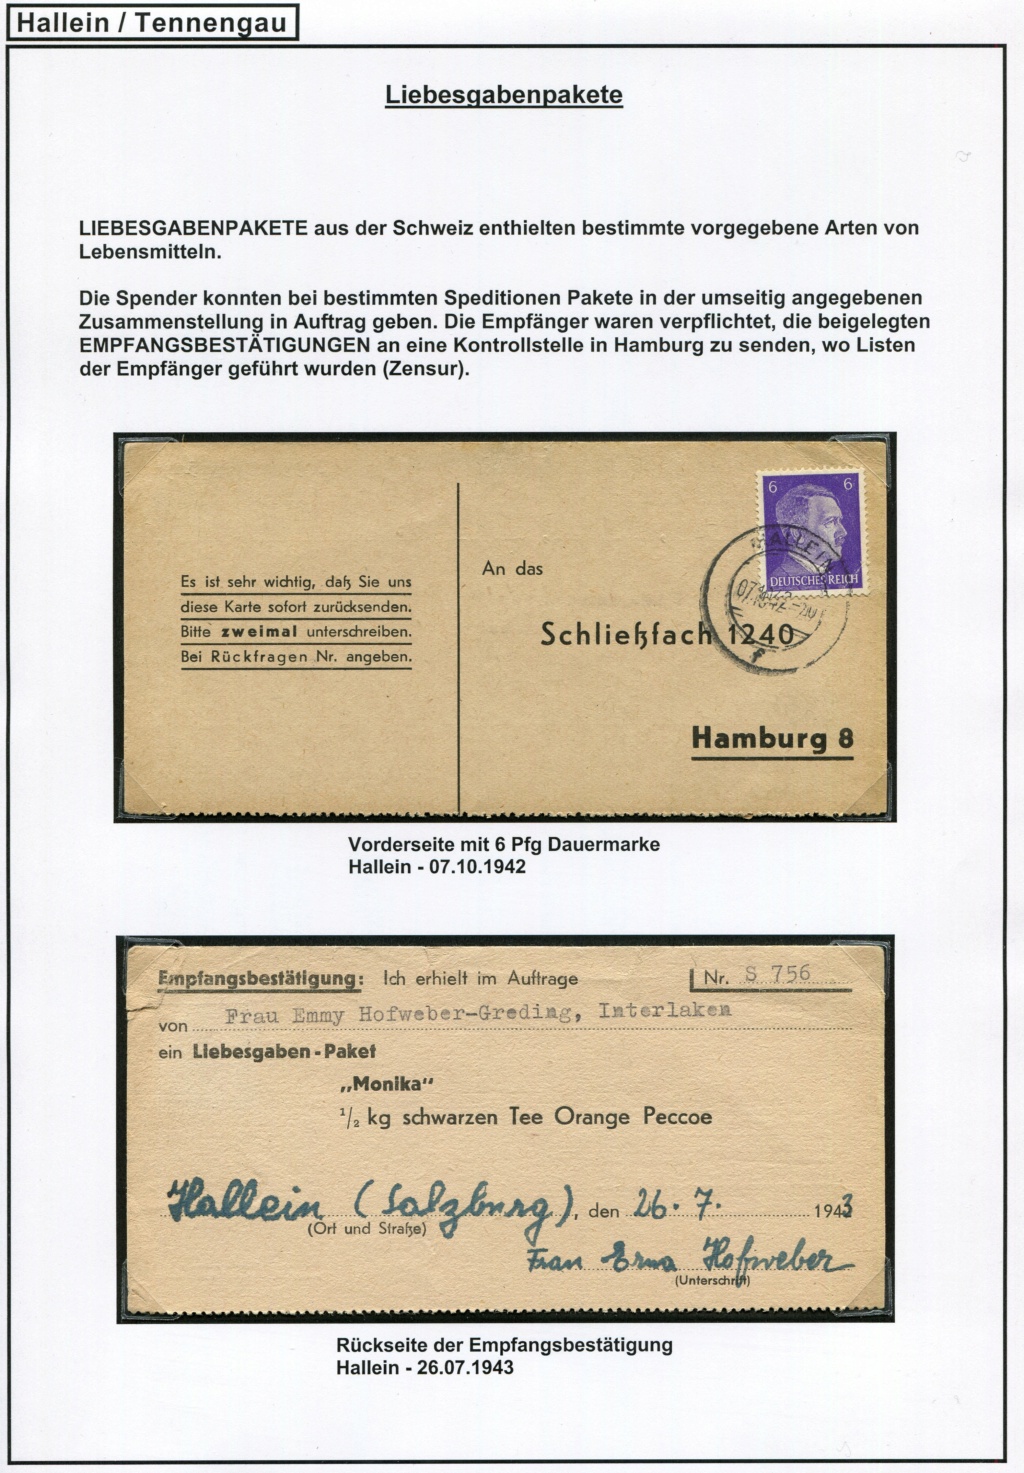 Hallein / Tennengau
Liebesgabenpakete
LIEBESGABENPAKETE aus der Schweiz enthielten bestimmte vorgegebene Arten von
Lebensmitteln.
Die Spender konnten bei bestimmten Speditionen Pakete in der umseitig angegebenen
Zusammenstellung in Auftrag geben. Die Empfänger waren verpflichtet, die beigelegten
EMPFANGSBESTÄTIGUNGEN an eine Kontrollstelle in Hamburg zu senden, wo Listen
der Empfänger geführt wurden (Zensur).
Es ist sehr wichtig, daß Sie uns
diese Karte sofort zurücksenden.
Bitte zweimal unterschreiben.
Bei Rückfragen Nr. angeben.
6 6
DEUTSCHES REICH
HALLEIN
f
An das
Schließfach 1240
Hamburg 8
Vorderseite mit 6 Pfg Dauermarke
Hallein - 07.10.1942
Empfangsbestätigung: Ich erhielt im Auftrage Nr. S 756
von Frau Emmy Hofweber-Greding, Interlaken
ein Liebesgaben-Paket
„Monika"
1/2 kg schwarzen Tee Orange Peccoe
Hallein (Salzburg), den 26. 7. 1943
(Ort und Straße)
Frau Erna Hofweber
(Unterschrift)
Rückseite der Empfangsbestätigung
Hallein - 26.07.1943